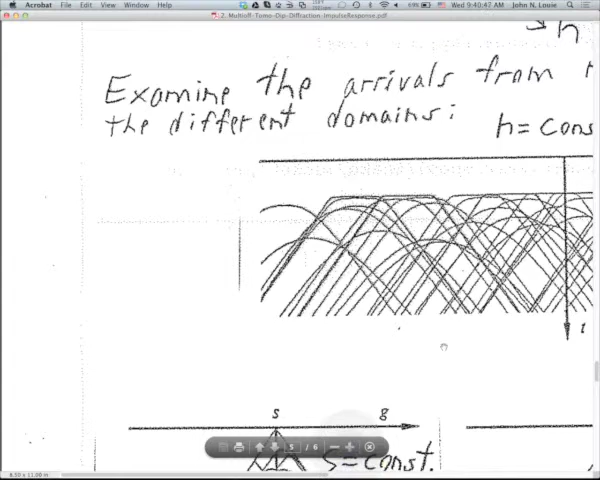 Acrobat File Edit View Window Help
Wed 9:40:47 AM John N. Louie
2. Multioff-Tomo-Dip-Diffraction-ImpulseResponse.pdf
h
Examine the arrivals from
the different domains:
h = cons
t
s g
5 / 6
s = const.
8.50 x 11.00 in